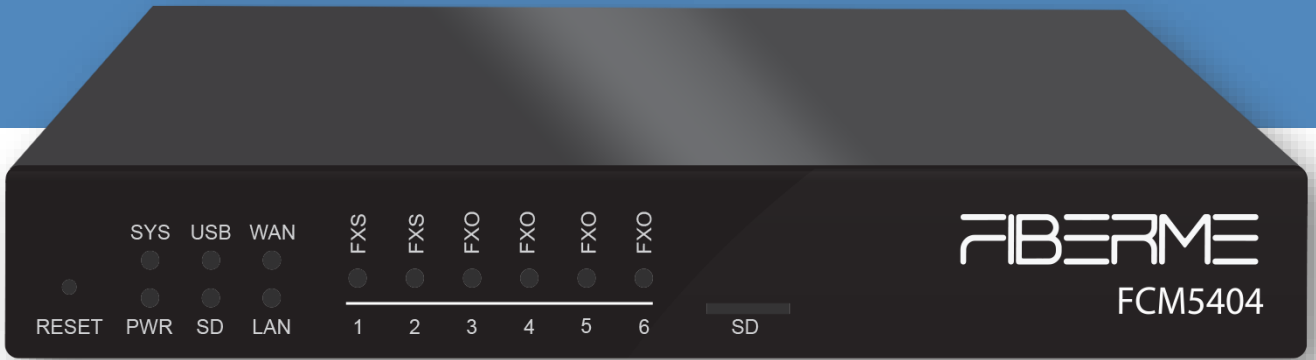 SYS USB WAN
FXS FXS FXO FXO FXO FXO
RESET PWR SD LAN
1 2 3 4 5 6
SD
FIBERME
FCM5404